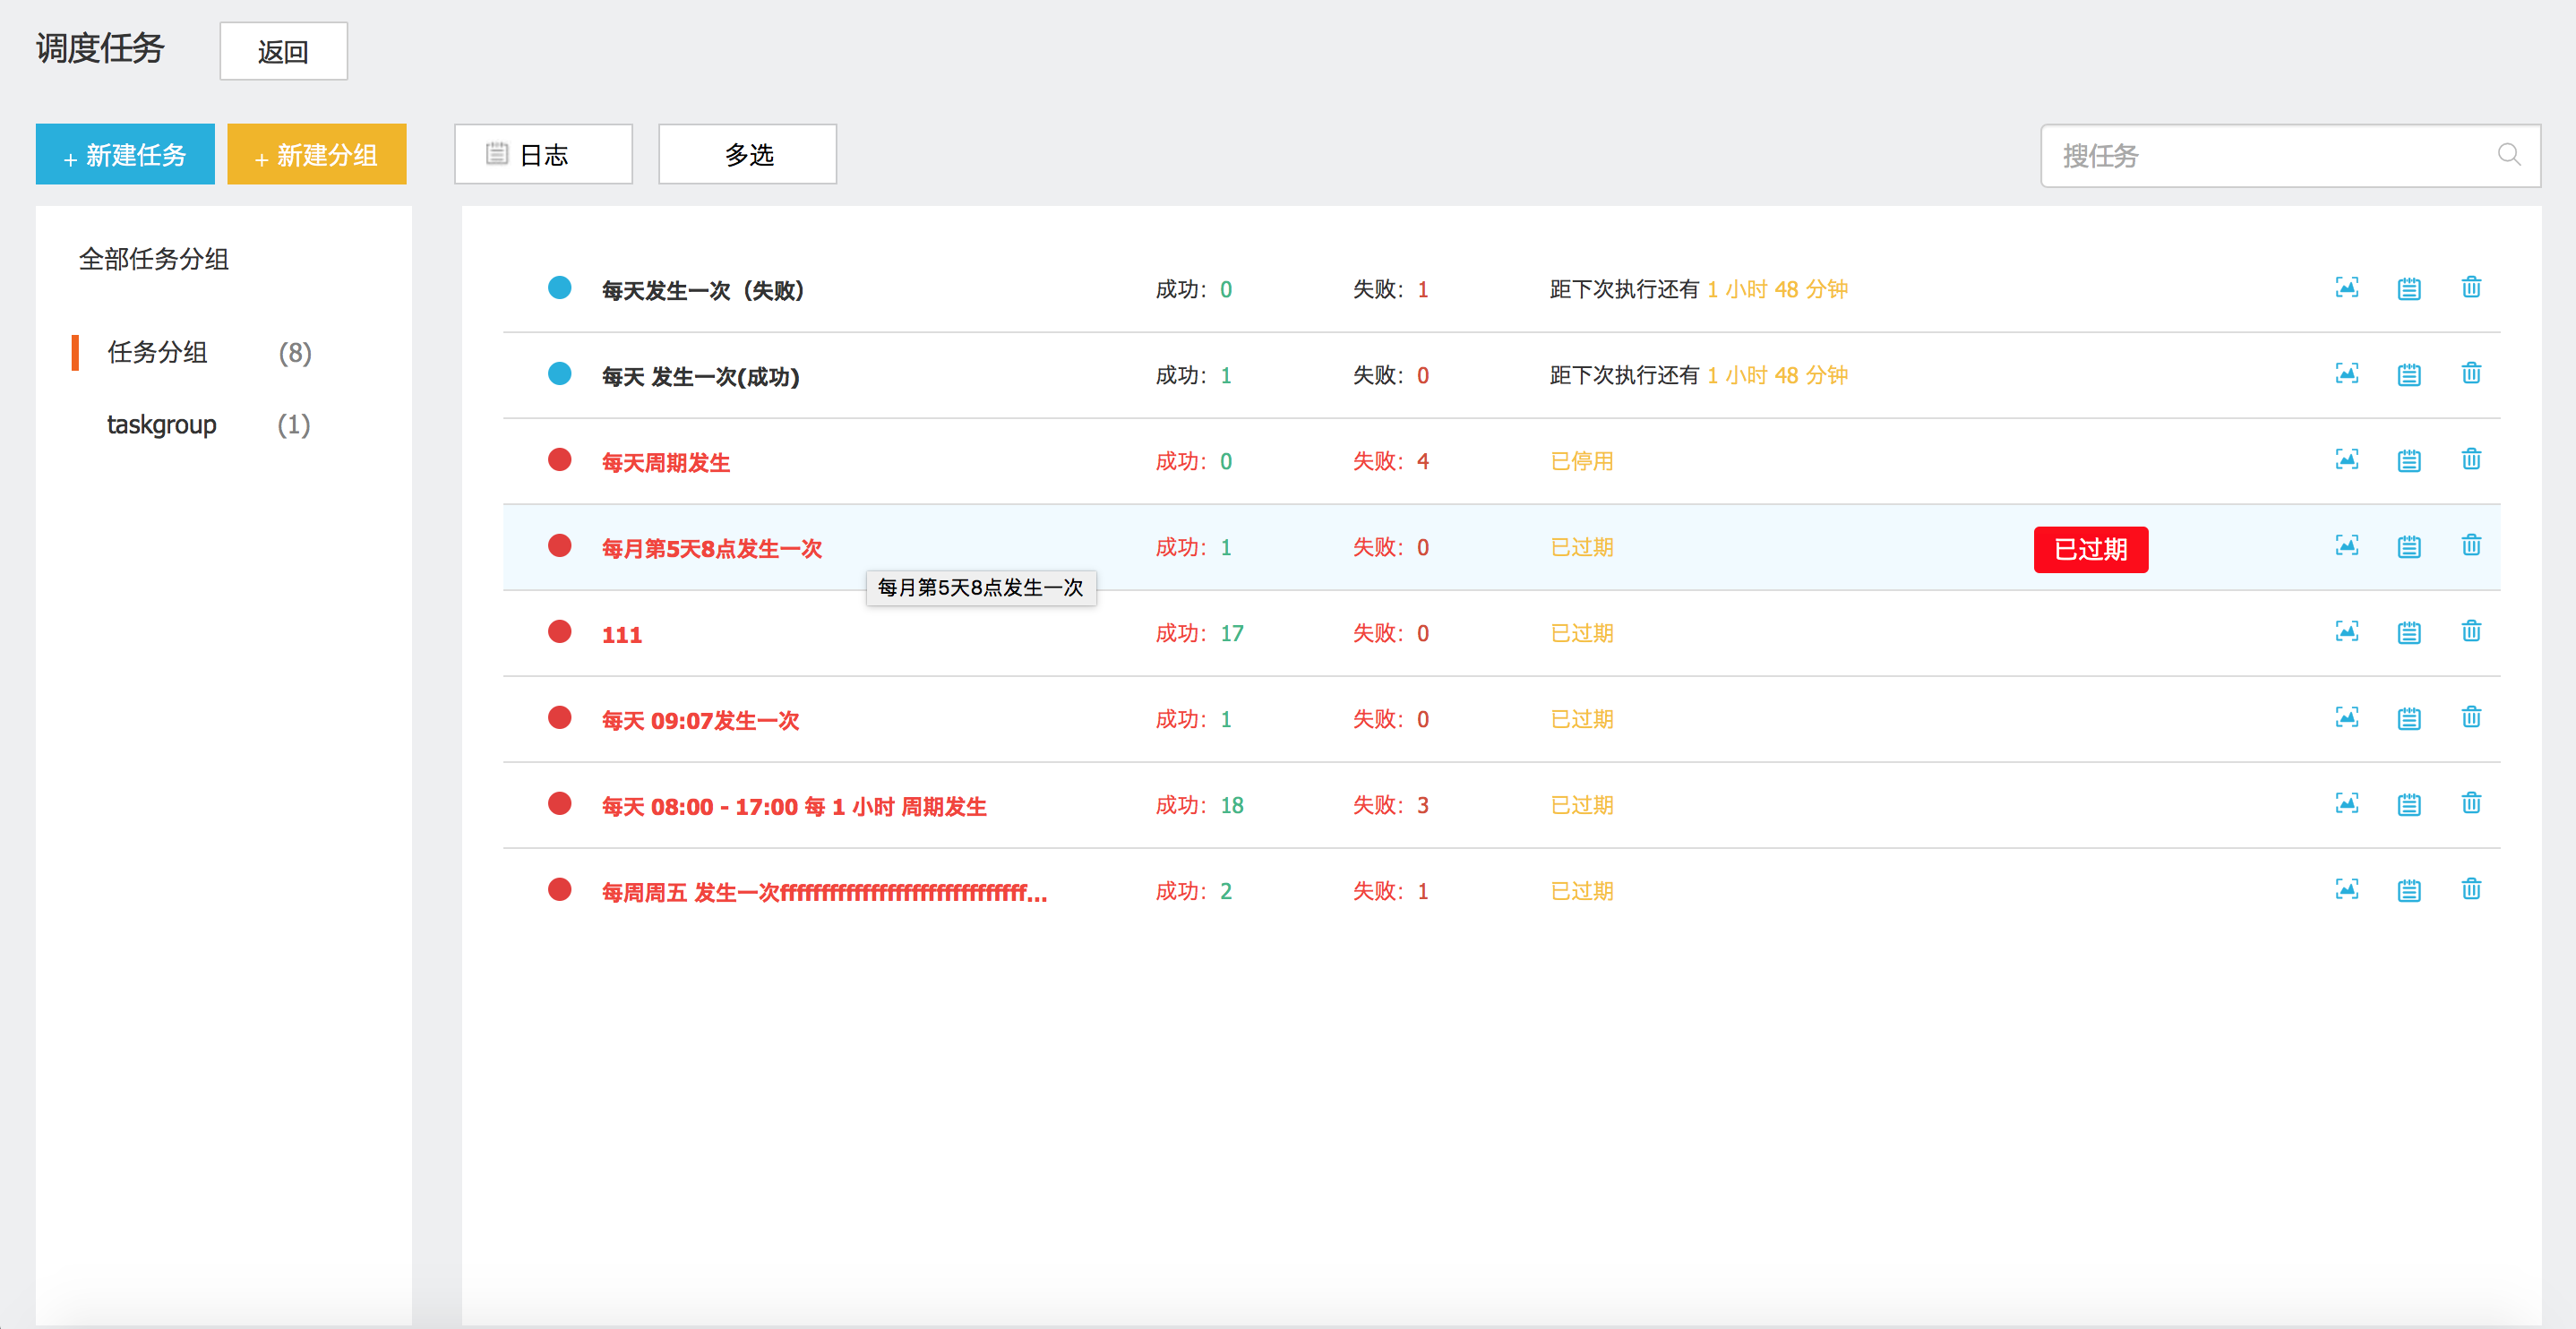 调度任务 返回
+ 新建任务 + 新建分组 日志 多选 搜任务
全部任务分组
任务分组 (8)
taskgroup (1)
每天发生一次（失败） 成功：0 失败：1 距下次执行还有 1 小时 48 分钟
每天 发生一次(成功) 成功：1 失败：0 距下次执行还有 1 小时 48 分钟
每天周期发生 成功：0 失败：4 已停用
每月第5天8点发生一次 成功：1 失败：0 已过期 已过期
每月第5天8点发生一次
111 成功：17 失败：0 已过期
每天 09:07发生一次 成功：1 失败：0 已过期
每天 08:00 - 17:00 每 1 小时 周期发生 成功：18 失败：3 已过期
每周周五 发生一次ffffffffffffffffffffffffffffff... 成功：2 失败：1 已过期